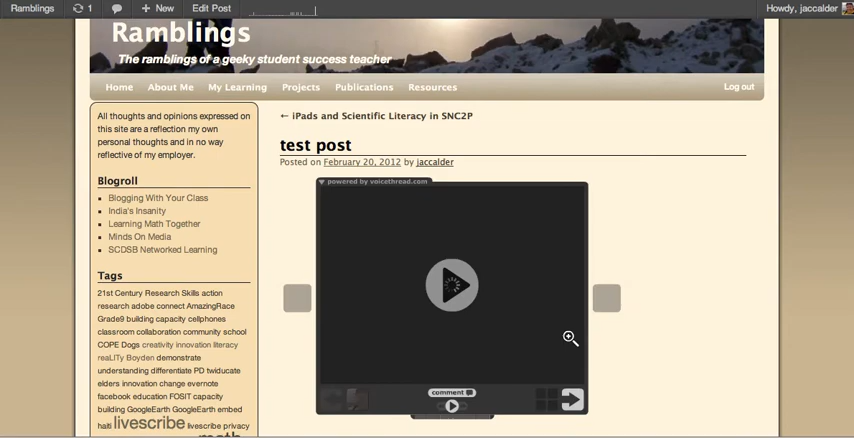 Ramblings 1 New Edit Post Howdy, jaccalder
Ramblings
The ramblings of a geeky student success teacher
Home About Me My Learning Projects Publications Resources Log out
All thoughts and opinions expressed on
this site are a reflection my own
personal thoughts and in no way
reflective of my employer.
Blogroll
Blogging With Your Class
India's Insanity
Learning Math Together
Minds On Media
SCDSB Networked Learning
Tags
21st Century Research Skills action
research adobe connect AmazingRace
Grade9 building capacity cellphones
classroom collaboration community school
COPE Dogs creativity innovation literacy
reaLITy Boyden demonstrate
understanding differentiate PD twiducate
elders innovation change evernote
facebook education FOSIT capacity
building GoogleEarth GoogleEarth embed
haiti livescribe livescribe privacy
← iPads and Scientific Literacy in SNC2P
test post
Posted on February 20, 2012 by jaccalder
powered by voicethread.com
comment